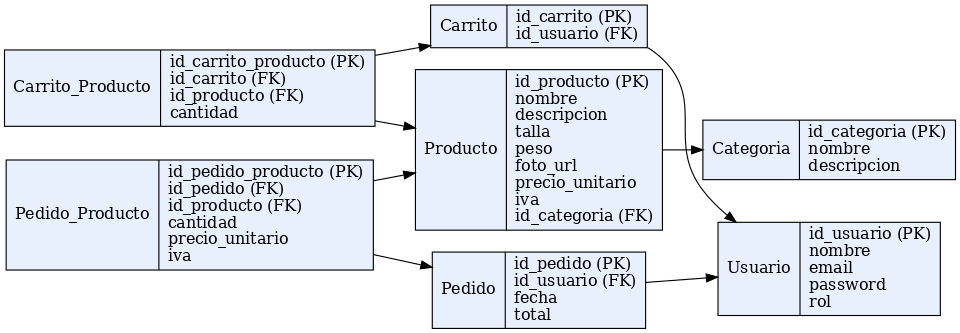 Carrito_Producto
id_carrito_producto (PK)
id_carrito (FK)
id_producto (FK)
cantidad
Pedido_Producto
id_pedido_producto (PK)
id_pedido (FK)
id_producto (FK)
cantidad
precio_unitario
iva
Carrito
id_carrito (PK)
id_usuario (FK)
Producto
id_producto (PK)
nombre
descripcion
talla
peso
foto_url
precio_unitario
iva
id_categoria (FK)
Pedido
id_pedido (PK)
id_usuario (FK)
fecha
total
Categoria
id_categoria (PK)
nombre
descripcion
Usuario
id_usuario (PK)
nombre
email
password
rol